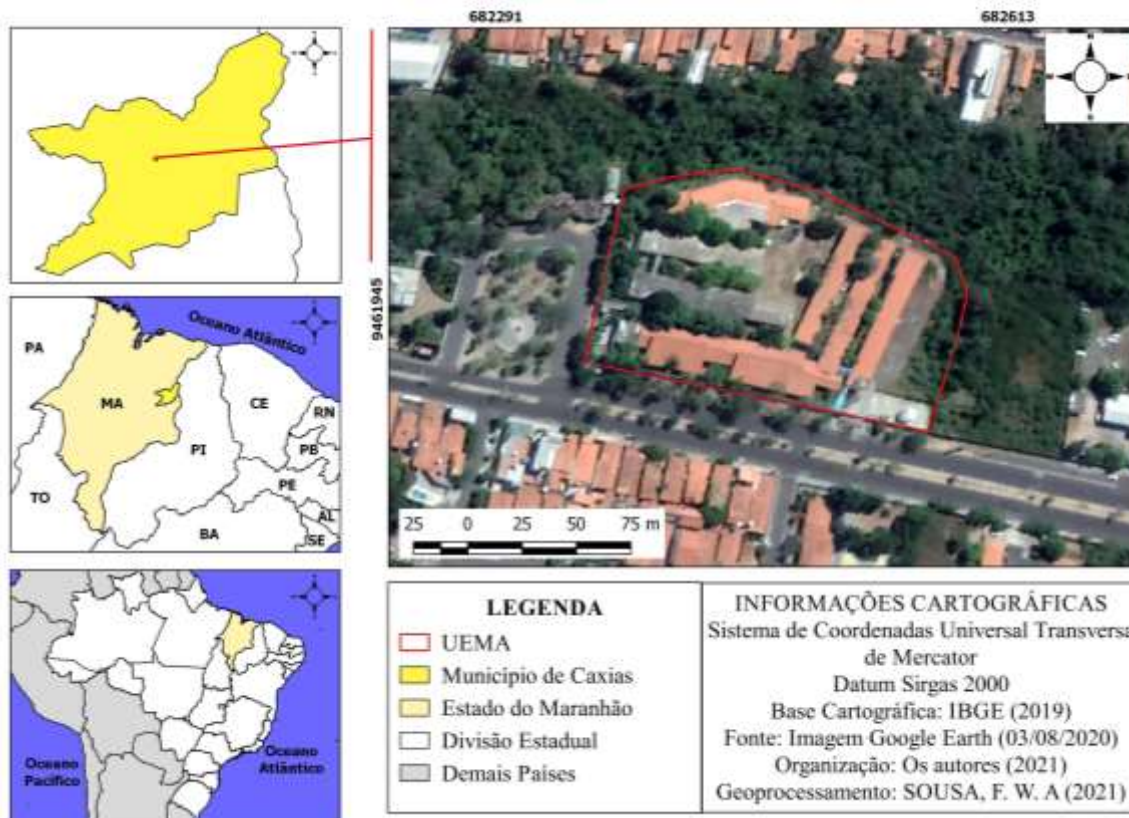 682291
682613
9461945
25 0 25 50 75 m
Oceano Atlântico
PA
MA
CE
RN
PB
PI
PE
TO
AL
BA
SE
Oceano
Pacífico
Oceano
Atlântico
LEGENDA
UEMA
Município de Caxias
Estado do Maranhão
Divisão Estadual
Demais Países
INFORMAÇÕES CARTOGRÁFICAS
Sistema de Coordenadas Universal Transversa
de Mercator
Datum Sirgas 2000
Base Cartográfica: IBGE (2019)
Fonte: Imagem Google Earth (03/08/2020)
Organização: Os autores (2021)
Geoprocessamento: SOUSA, F. W. A (2021)